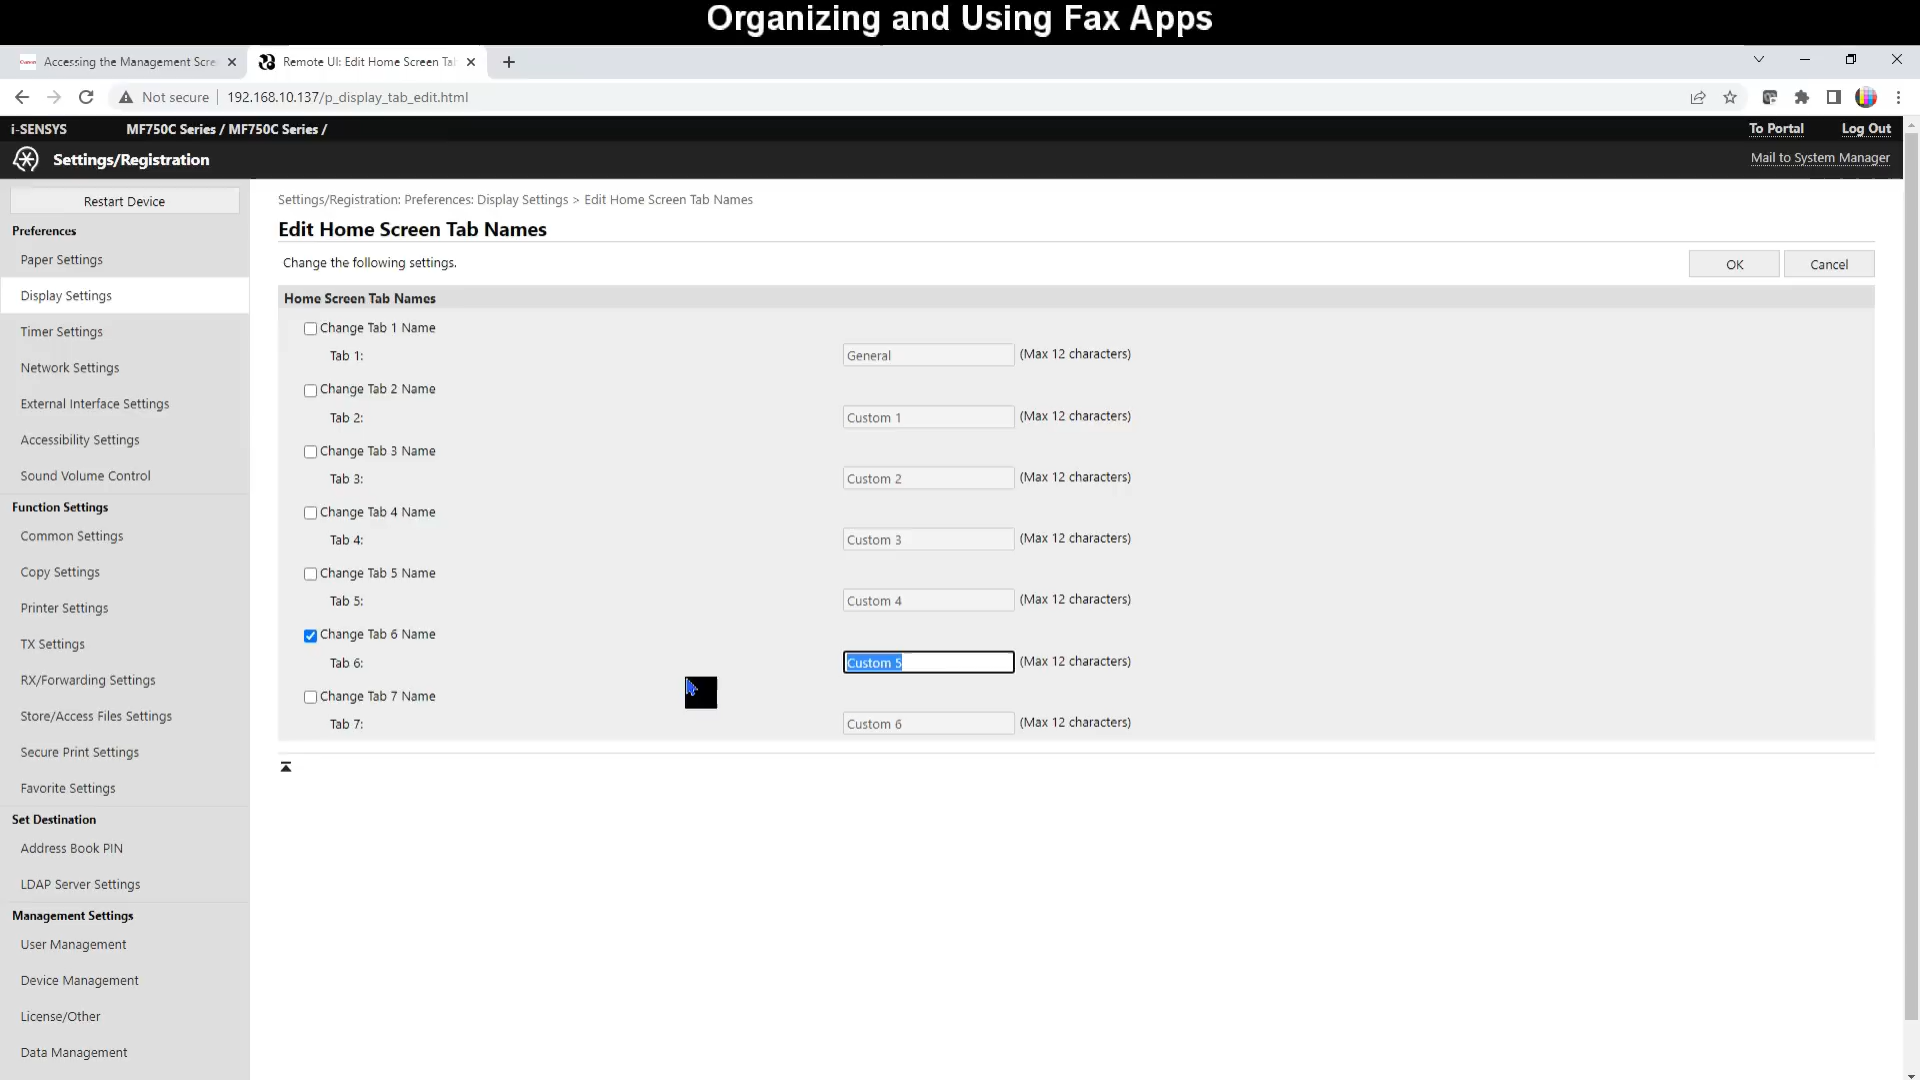 Organizing and Using Fax Apps
Accessing the Management Scre
Remote UI: Edit Home Screen Ta
Not secure
192.168.10.137/p_display_tab_edit.html
i-SENSYS
MF750C Series / MF750C Series /
To Portal
Log Out
Settings/Registration
Mail to System Manager
Restart Device
Preferences
Paper Settings
Display Settings
Timer Settings
Network Settings
External Interface Settings
Accessibility Settings
Sound Volume Control
Function Settings
Common Settings
Copy Settings
Printer Settings
TX Settings
RX/Forwarding Settings
Store/Access Files Settings
Secure Print Settings
Favorite Settings
Set Destination
Address Book PIN
LDAP Server Settings
Management Settings
User Management
Device Management
License/Other
Data Management
Settings/Registration: Preferences: Display Settings > Edit Home Screen Tab Names
Edit Home Screen Tab Names
Change the following settings.
OK
Cancel
Home Screen Tab Names
Change Tab 1 Name
Tab 1: General (Max 12 characters)
Change Tab 2 Name
Tab 2: Custom 1 (Max 12 characters)
Change Tab 3 Name
Tab 3: Custom 2 (Max 12 characters)
Change Tab 4 Name
Tab 4: Custom 3 (Max 12 characters)
Change Tab 5 Name
Tab 5: Custom 4 (Max 12 characters)
Change Tab 6 Name
Tab 6: Custom 5 (Max 12 characters)
Change Tab 7 Name
Tab 7: Custom 6 (Max 12 characters)